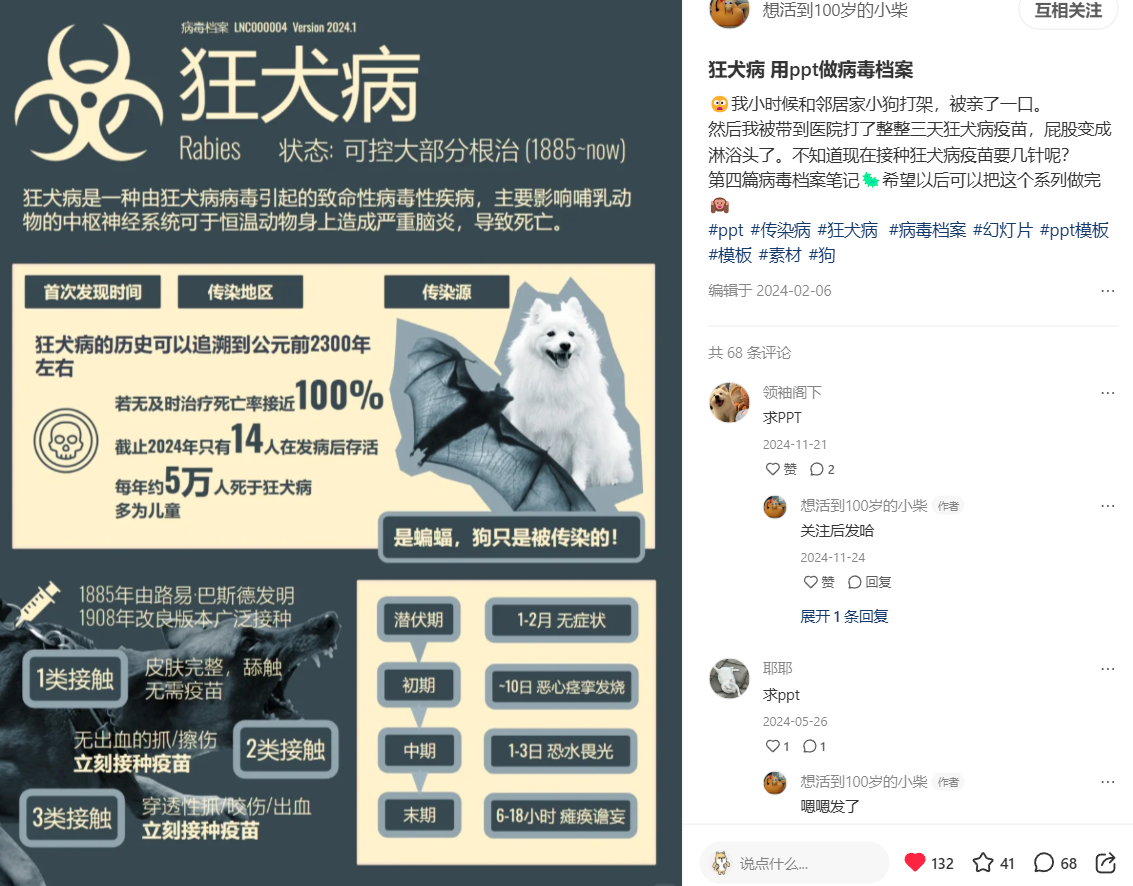 病毒档案 LNC000004 Version 2024.1
狂犬病
Rabies 状态: 可控大部分根治 (1885~now)
狂犬病是一种由狂犬病病毒引起的致命性病毒性疾病，主要影响哺乳动
物的中枢神经系统可于恒温动物身上造成严重脑炎，导致死亡。
首次发现时间 传染地区 传染源
狂犬病的历史可以追溯到公元前2300年
左右
若无及时治疗死亡率接近100%
截止2024年只有14人在发病后存活
每年约5万人死于狂犬病
多为儿童
是蝙蝠，狗只是被传染的！
1885年由路易·巴斯德发明
1908年改良版本广泛接种
1类接触
皮肤完整，舔触
无需疫苗
无出血的抓/擦伤
立刻接种疫苗
2类接触
3类接触
穿透性抓/咬伤/出血
立刻接种疫苗
潜伏期 1-2月 无症状
初期 ~10日 恶心痉挛发烧
中期 1-3日 恐水畏光
末期 6-18小时 瘫痪谵妄
想活到100岁的小柴
互相关注
狂犬病 用ppt做病毒档案
我小时候和邻居家小狗打架，被亲了一口。
然后我被带到医院打了整整三天狂犬病疫苗，屁股变成
淋浴头了。不知道现在接种狂犬病疫苗要几针呢？
第四篇病毒档案笔记🦠希望以后可以把这个系列做完
#ppt #传染病 #狂犬病 #病毒档案 #幻灯片 #ppt模板
#模板 #素材 #狗
编辑于 2024-02-06
共 68 条评论
领袖阁下
求PPT
2024-11-21
赞 2
想活到100岁的小柴 作者
关注后发哈
2024-11-24
赞 回复
展开 1 条回复
耶耶
求ppt
2024-05-26
1 1
想活到100岁的小柴 作者
嗯嗯发了
说点什么...
132 41 68